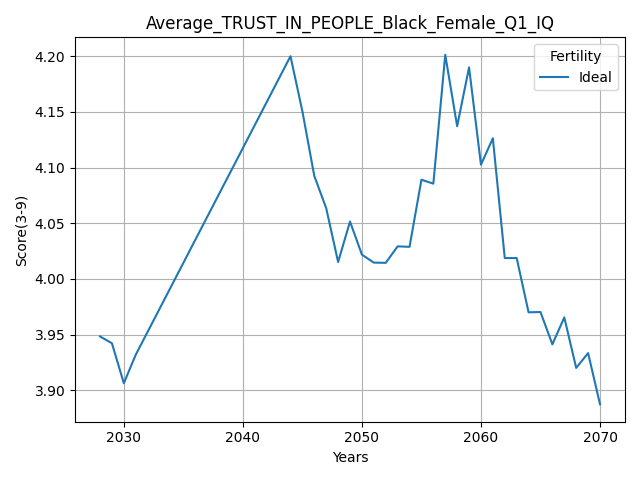 Average_TRUST_IN_PEOPLE_Black_Female_Q1_IQ
Fertility
Ideal
4.20
4.15
4.10
4.05
4.00
3.95
3.90
Score(3-9)
2030 2040 2050 2060 2070
Years